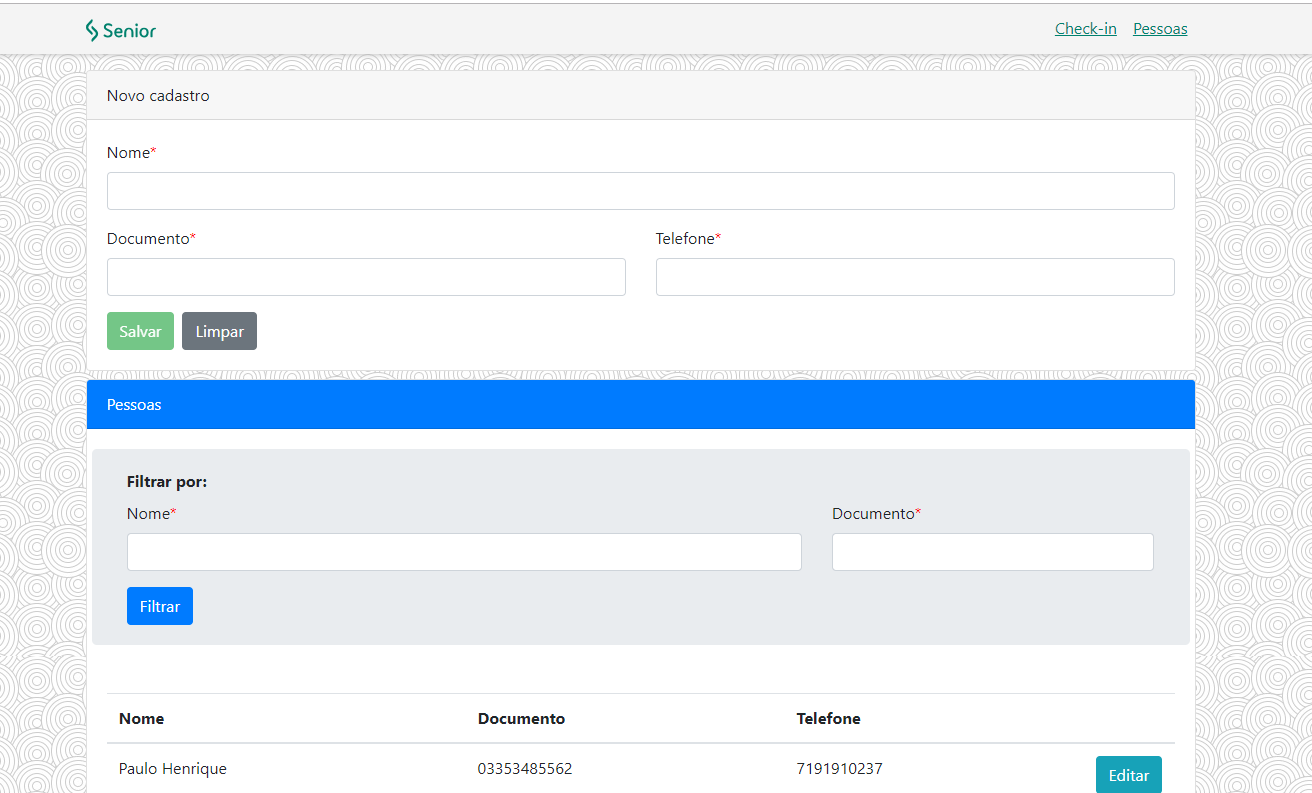 Senior Check-in Pessoas
Novo cadastro
Nome*
Documento* Telefone*
Salvar Limpar
Pessoas
Filtrar por:
Nome* Documento*
Filtrar
Nome Documento Telefone
Paulo Henrique 03353485562 7191910237 Editar